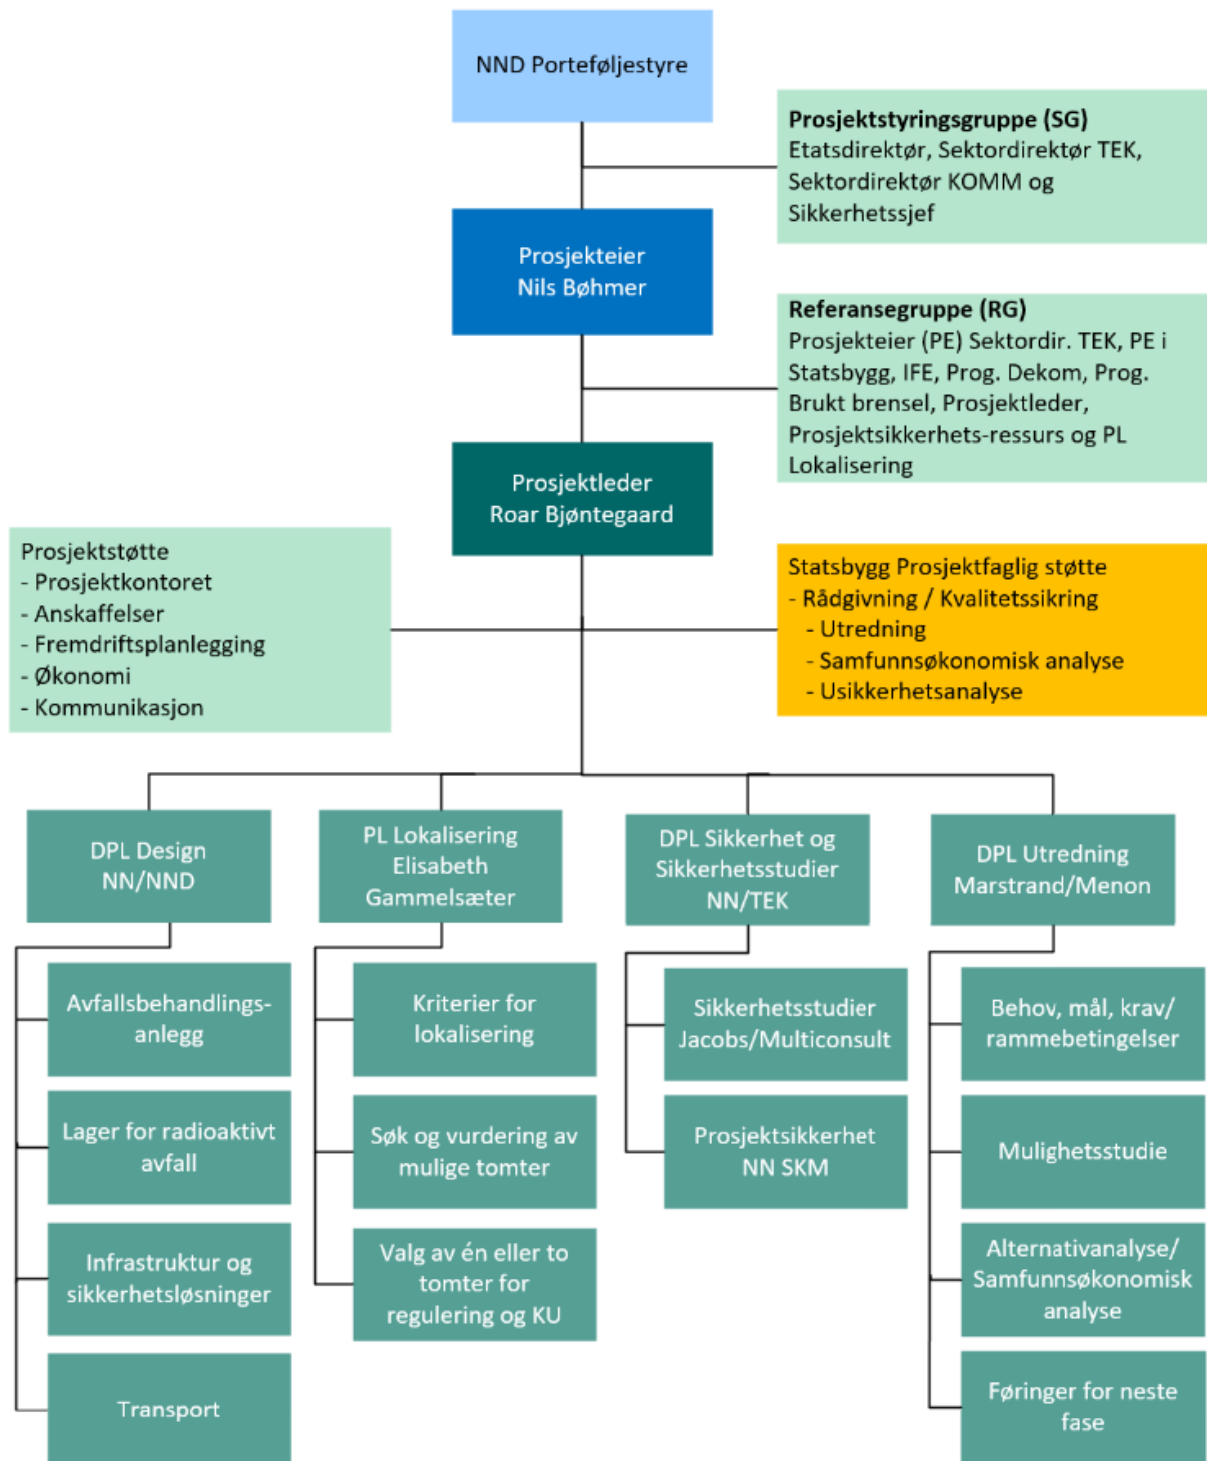 NND Porteføljestyre
Prosjektstyringsgruppe (SG)
Etatsdirektør, Sektordirektør TEK,
Sektordirektør KOMM og
Sikkerhetssjef
Prosjekteier
Nils Bøhmer
Referansegruppe (RG)
Prosjekteier (PE) Sektordir. TEK, PE i
Statsbygg, IFE, Prog. Dekom, Prog.
Brukt brensel, Prosjektleder,
Prosjektsikkerhets-ressurs og PL
Lokalisering
Prosjektleder
Roar Bjøntegaard
Prosjektstøtte
- Prosjektkontoret
- Anskaffelser
- Fremdriftsplanlegging
- Økonomi
- Kommunikasjon
Statsbygg Prosjektfaglig støtte
- Rådgivning / Kvalitetssikring
- Utredning
- Samfunnsøkonomisk analyse
- Usikkerhetsanalyse
DPL Design
NN/NND
Avfallsbehandlings-
anlegg
Lager for radioaktivt
avfall
Infrastruktur og
sikkerhetsløsninger
Transport
PL Lokalisering
Elisabeth
Gammelsæter
Kriterier for
lokalisering
Søk og vurdering av
mulige tomter
Valg av én eller to
tomter for
regulering og KU
DPL Sikkerhet og
Sikkerhetsstudier
NN/TEK
Sikkerhetsstudier
Jacobs/Multiconsult
Prosjektsikkerhet
NN SKM
DPL Utredning
Marstrand/Menon
Behov, mål, krav/
rammebetingelser
Mulighetsstudie
Alternativanalyse/
Samfunnsøkonomisk
analyse
Føringer for neste
fase